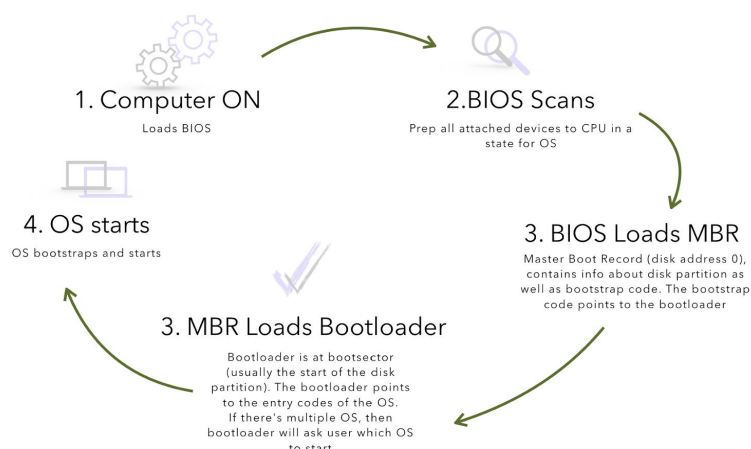 1. Computer ON
Loads BIOS
2.BIOS Scans
Prep all attached devices to CPU in a
state for OS
3. BIOS Loads MBR
Master Boot Record (disk address 0),
contains info about disk partition as
well as bootstrap code. The bootstrap
code points to the bootloader
3. MBR Loads Bootloader
Bootloader is at bootsector
(usually the start of the disk
partition). The bootloader points
to the entry codes of the OS.
If there's multiple OS, then
bootloader will ask user which OS
to start
4. OS starts
OS bootstraps and starts